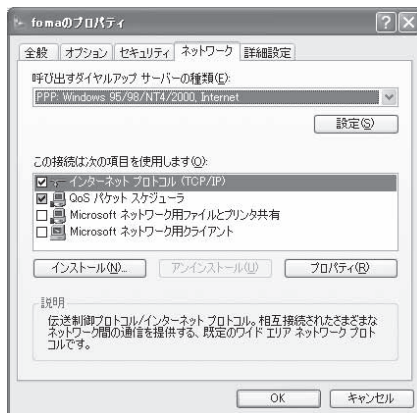 fomaのプロパティ
全般 オプション セキュリティ ネットワーク 詳細設定
呼び出すダイヤルアップ サーバーの種類(E):
PPP: Windows 95/98/NT4/2000, Internet
設定(S)
この接続は次の項目を使用します(O):
インターネット プロトコル (TCP/IP)
QoS パケット スケジューラ
Microsoft ネットワーク用ファイルとプリンタ共有
Microsoft ネットワーク用クライアント
インストール(N)... アンインストール(U) プロパティ(R)
説明
伝送制御プロトコル/インターネット プロトコル。相互接続されたさまざまな
ネットワーク間の通信を提供する、既定のワイド エリア ネットワーク プロト
コルです。
OK キャンセル